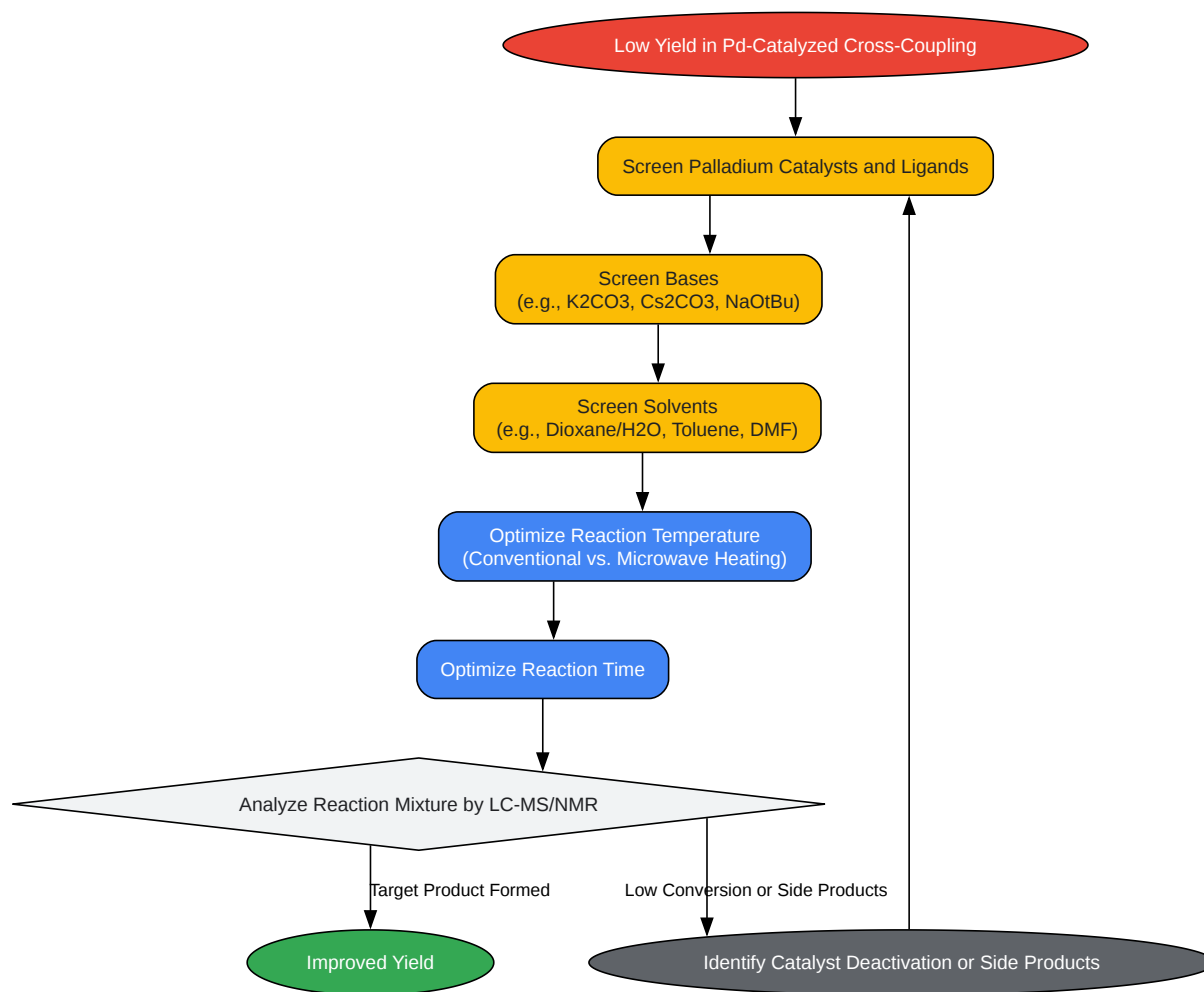 Low Yield in Pd-Catalyzed Cross-Coupling
Screen Palladium Catalysts and Ligands
Screen Bases
(e.g., K2CO3, Cs2CO3, NaOtBu)
Screen Solvents
(e.g., Dioxane/H2O, Toluene, DMF)
Optimize Reaction Temperature
(Conventional vs. Microwave Heating)
Optimize Reaction Time
Analyze Reaction Mixture by LC-MS/NMR
Target Product Formed
Low Conversion or Side Products
Improved Yield
Identify Catalyst Deactivation or Side Products